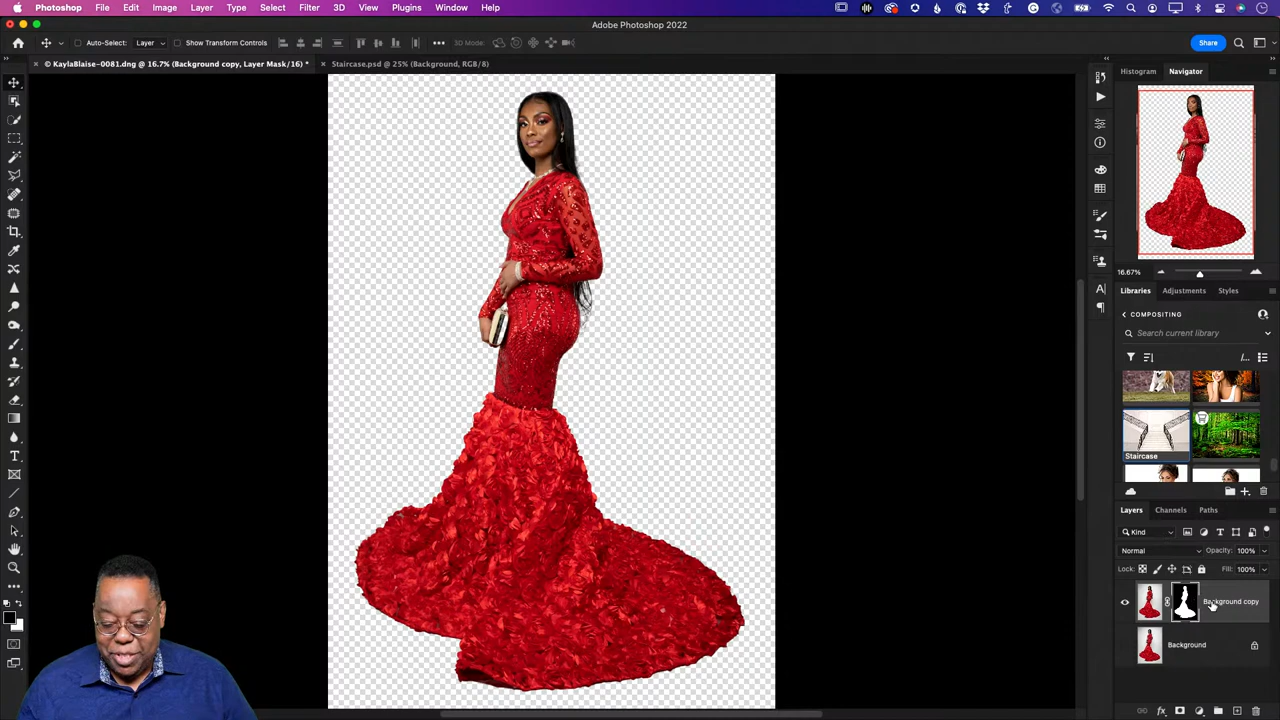 Photoshop File Edit Image Layer Type Select Filter 3D View Plugins Window Help
Adobe Photoshop 2022
Auto-Select: Layer Show Transform Controls 3D Mode: Share
© KaylaBlaise-0081.dng @ 16.7% (Background copy, Layer Mask/16) * Staircase.psd @ 25% (Background, RGB/8)
Histogram Navigator
16.67%
Libraries Adjustments Styles
COMPOSITING
Search current library
Staircase
Layers Channels Paths
Kind
Normal Opacity: 100%
Lock: Fill: 100%
Background copy
Background